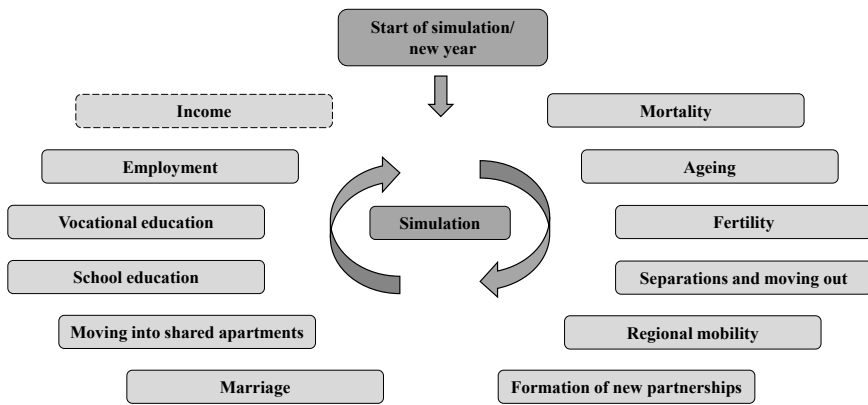 Start of simulation/
new year
Income
Mortality
Employment
Ageing
Vocational education
Simulation
Fertility
School education
Separations and moving out
Moving into shared apartments
Regional mobility
Marriage
Formation of new partnerships